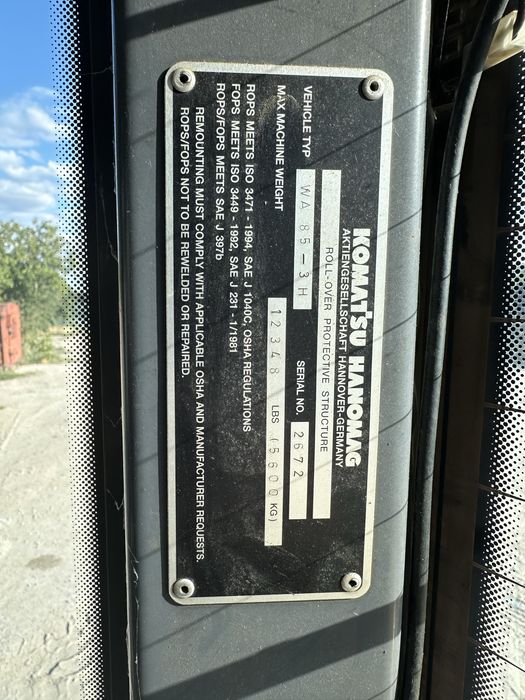 KOMATSU HANOMAG
AKTIENGESELLSCHAFT HANNOVER-GERMANY
ROLL-OVER PROTECTIVE STRUCTURE
VEHICLE TYP WA 85-3H SERIAL NO. 2672
MAX MACHINE WEIGHT 12348 LBS (5600 KG)
ROPS MEETS ISO 3471 - 1994, SAE J 1040C, OSHA REGULATIONS
FOPS MEETS ISO 3449 - 1992, SAE J 231 - 1/1981
ROPS/FOPS MEETS SAE J 397b
REMOUNTING MUST COMPLY WITH APPLICABLE OSHA AND MANUFACTURER REQUESTS.
ROPS/FOPS NOT TO BE REWELDED OR REPAIRED.